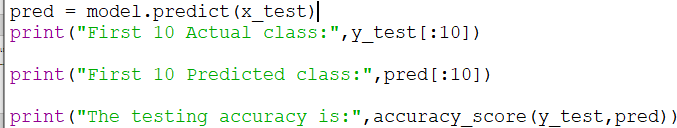 pred = model.predict(x_test)
print("First 10 Actual class:",y_test[:10])
print("First 10 Predicted class:",pred[:10])
print("The testing accuracy is:",accuracy_score(y_test,pred))